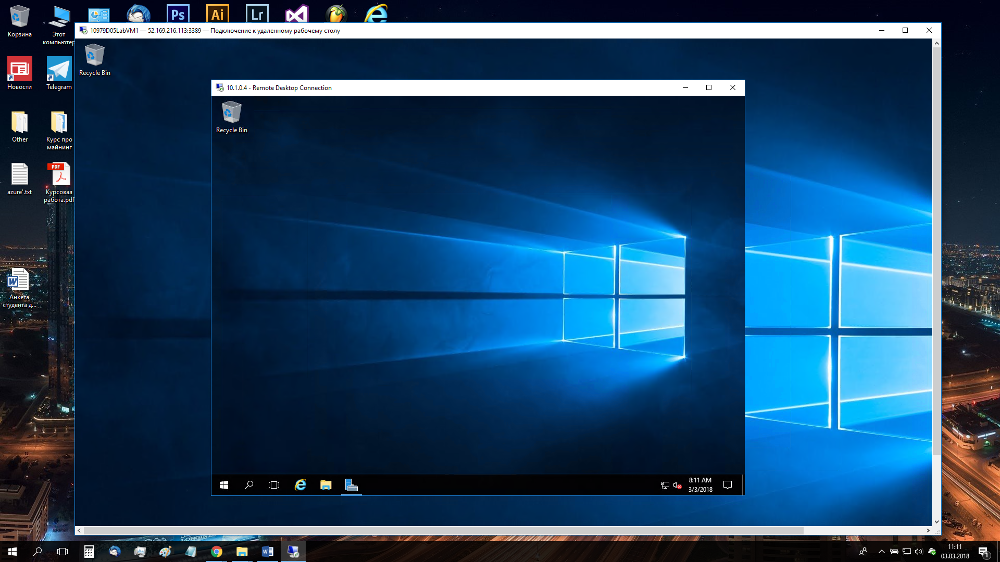 Корзина
Этот
компьютер
Ps
Ai
Lr
10979D05LabVM1 — 52.169.216.113:3389 — Подключение к удаленному рабочему столу
Recycle Bin
Новости
Telegram
10.1.0.4 - Remote Desktop Connection
Recycle Bin
Other
Курс про
майнинг
azure'.txt
PDF
Курсовая
работа.pdf
W
Анкета
студента д...
8:11 AM
3/3/2018
LONGINES
W
11:11
03.03.2018
1